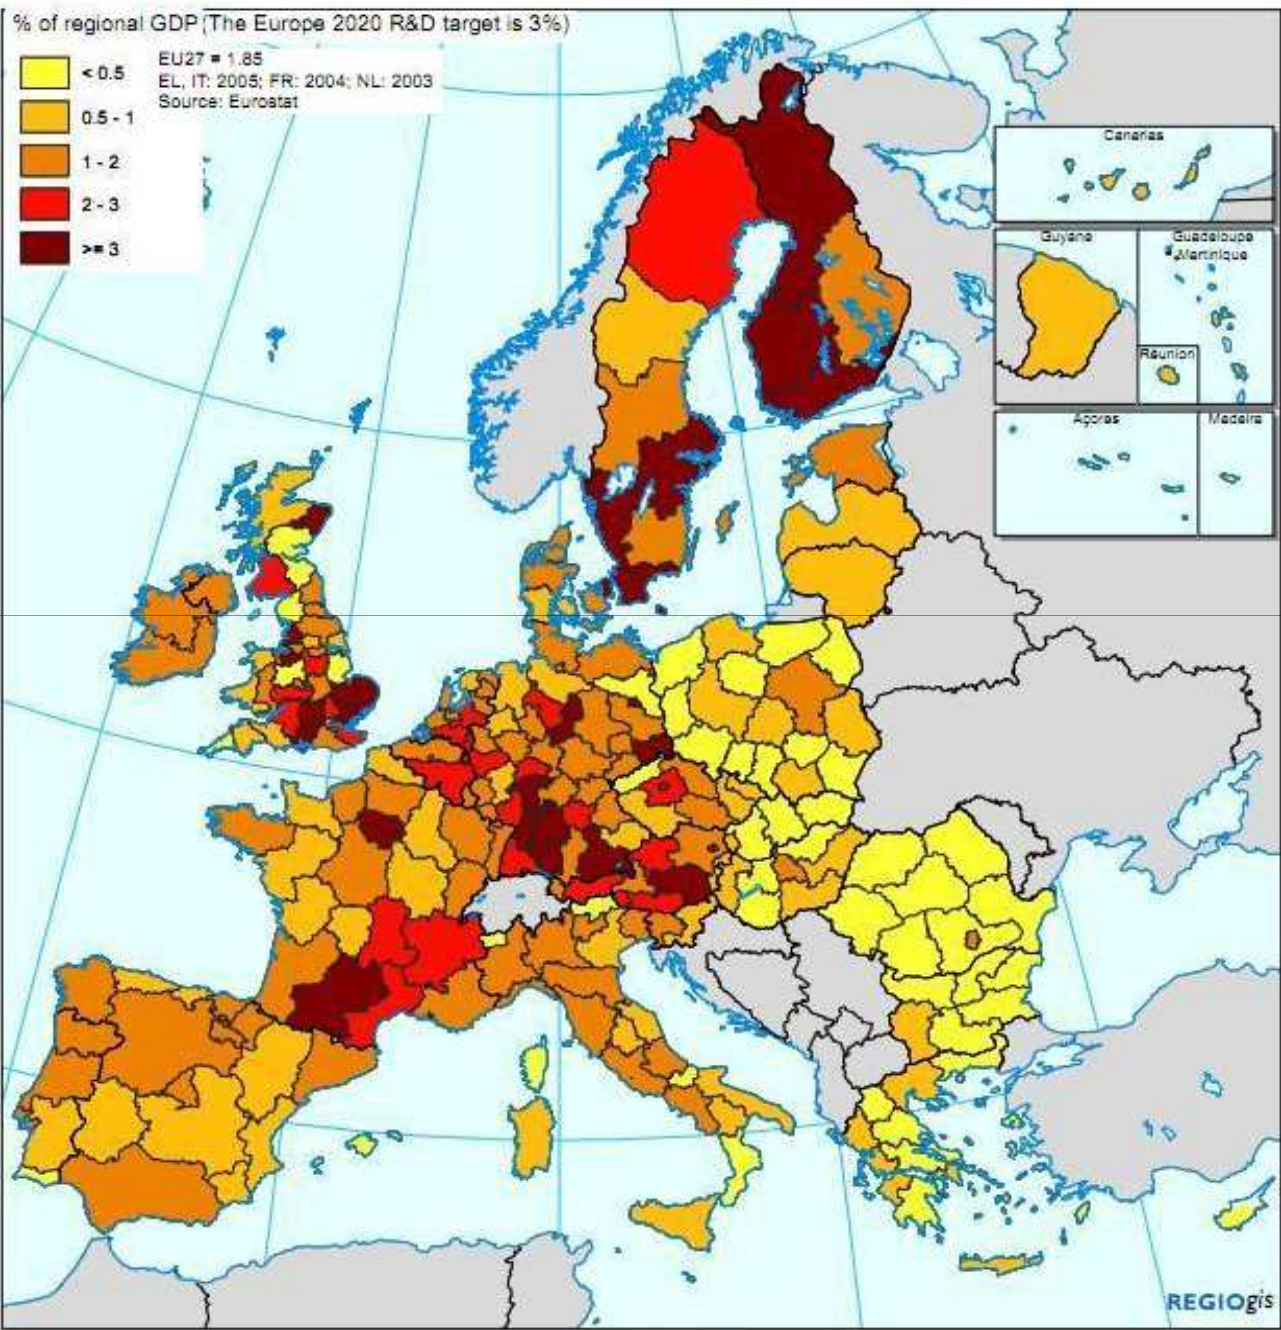 % of regional GDP (The Europe 2020 R&D target is 3%)
EU27 = 1.85
EL, IT: 2005; FR: 2004; NL: 2003
Source: Eurostat
< 0.5
0.5 - 1
1 - 2
2 - 3
>= 3
Canarias
Guyane
Guadeloupe
Martinique
Réunion
Açores
Madeira
REGIOgis